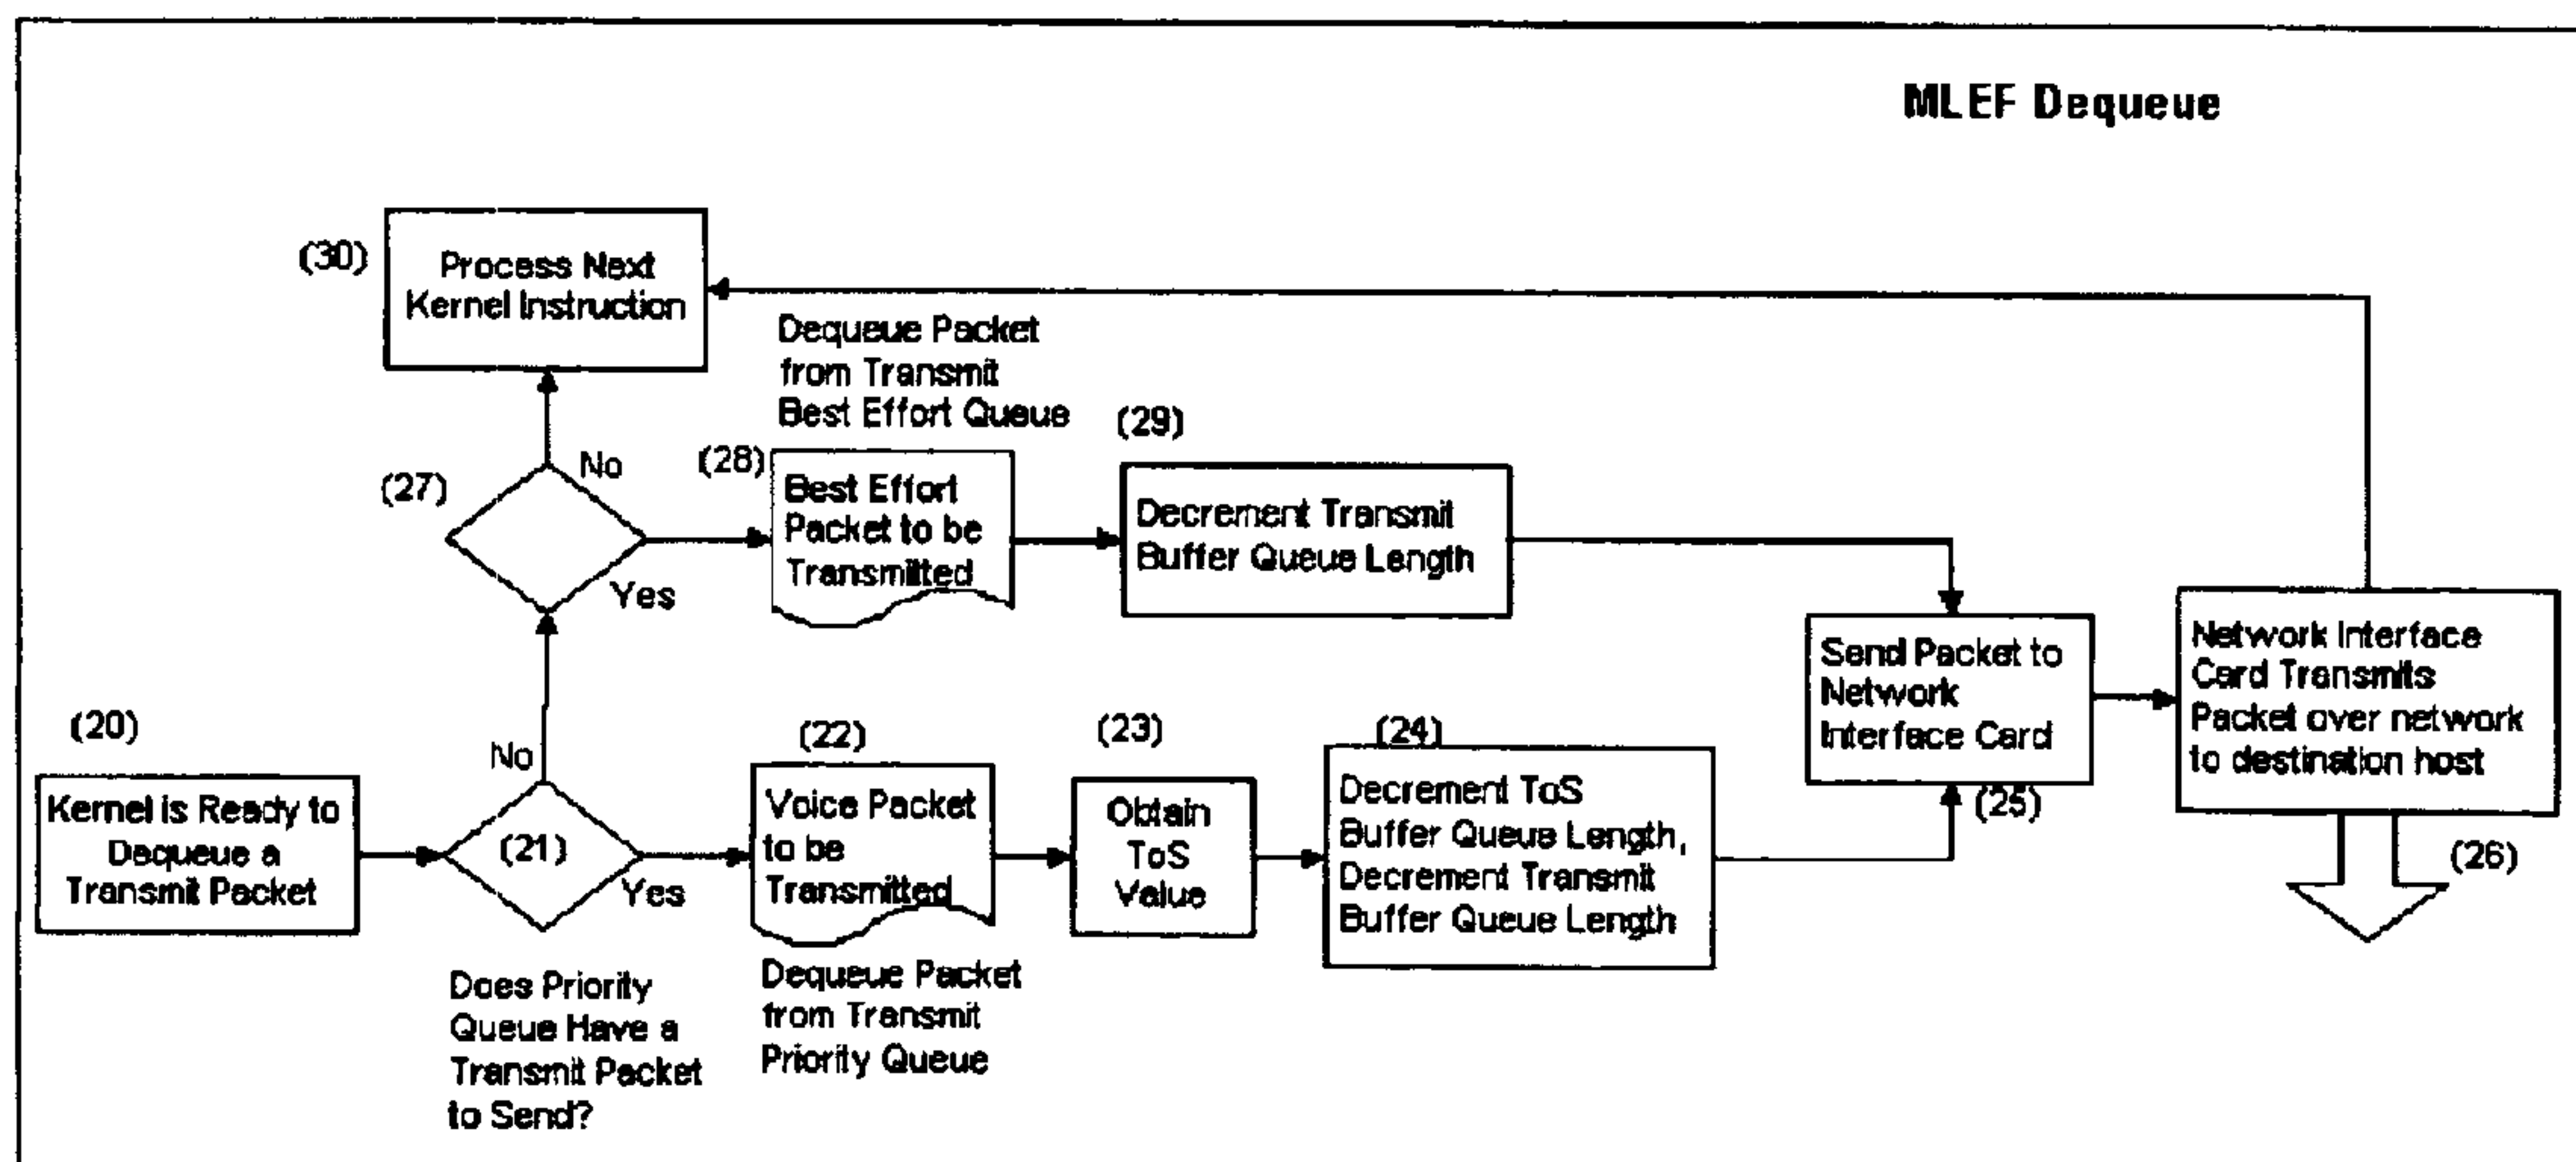 MLEF Dequeue
(30)
Process Next
Kernel Instruction
Dequeue Packet
from Transmit
Best Effort Queue
(27)
No
Yes
(28)
Best Effort
Packet to be
Transmitted
(29)
Decrement Transmit
Buffer Queue Length
Send Packet to
Network
Interface Card
(25)
Network Interface
Card Transmits
Packet over network
to destination host
(26)
(20)
Kernel is Ready to
Dequeue a
Transmit Packet
No
(21)
Yes
Does Priority
Queue Have a
Transmit Packet
to Send?
(22)
Voice Packet
to be
Transmitted
Dequeue Packet
from Transmit
Priority Queue
(23)
Obtain
ToS
Value
(24)
Decrement ToS
Buffer Queue Length,
Decrement Transmit
Buffer Queue Length